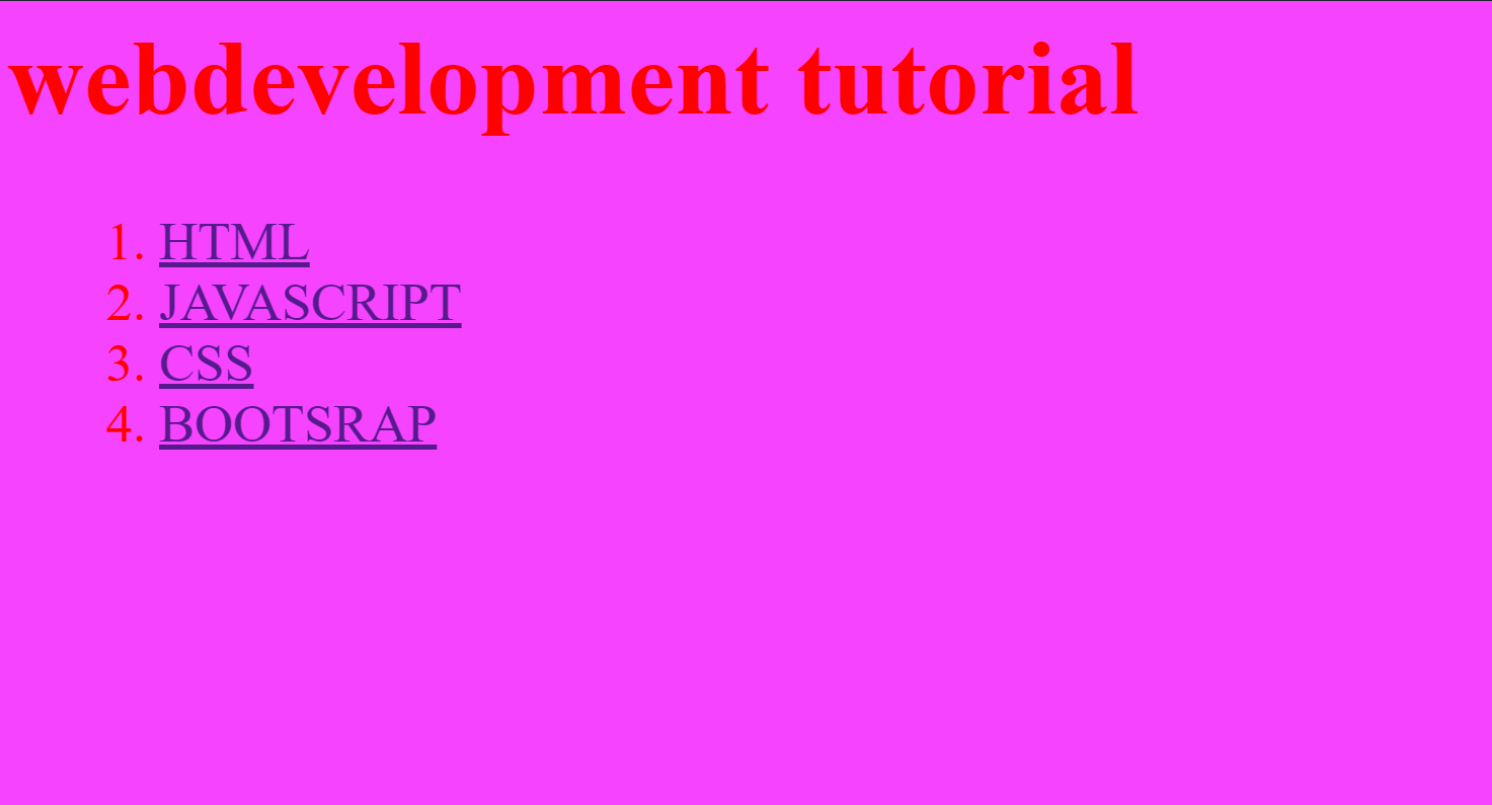 webdevelopment tutorial
1. HTML
2. JAVASCRIPT
3. CSS
4. BOOTSRAP